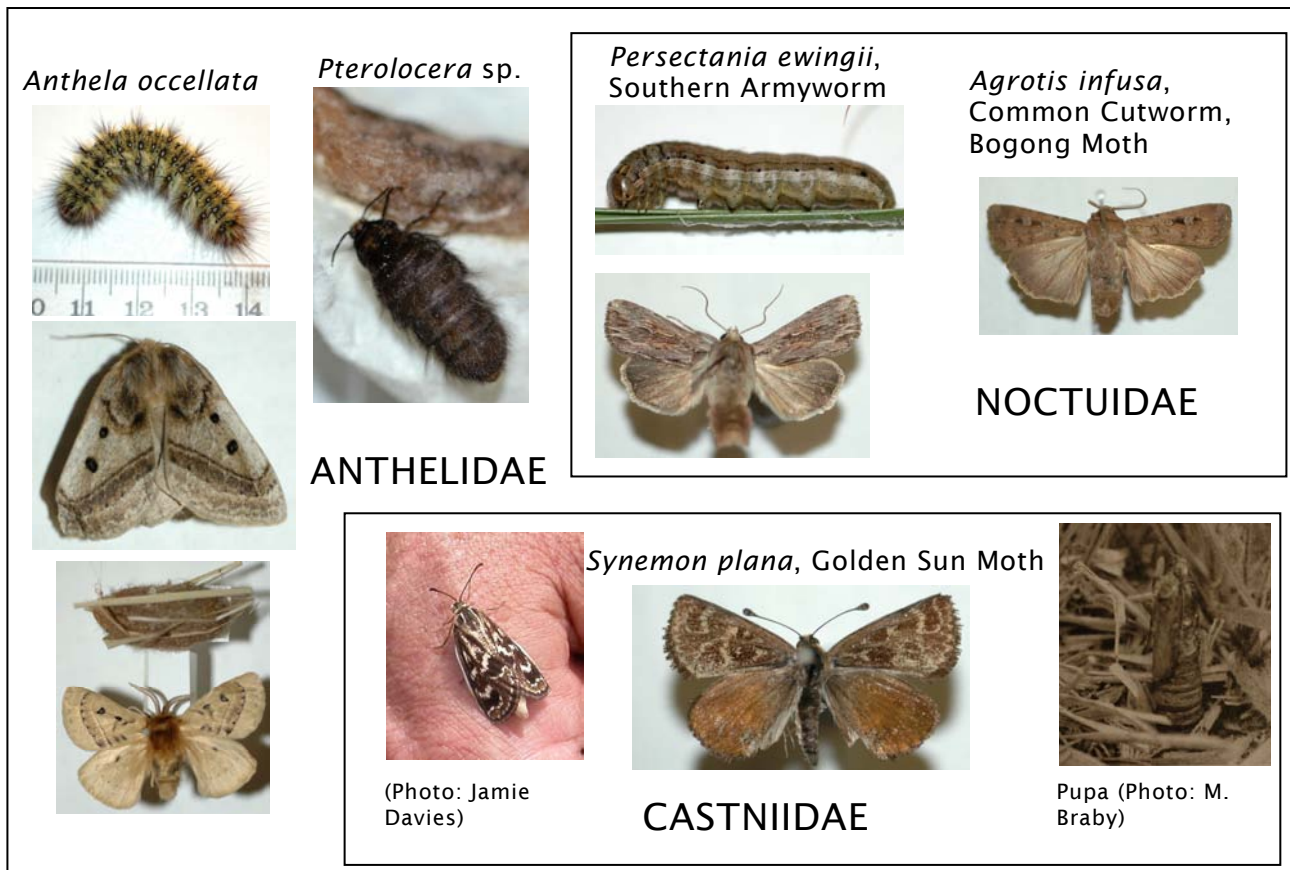 Anthela occellata
Pterolocera sp.
0 11 12 13 14
ANTHELIDAE
Persectania ewingii,
Southern Armyworm
Agrotis infusa,
Common Cutworm,
Bogong Moth
NOCTUIDAE
Synemon plana, Golden Sun Moth
(Photo: Jamie
Davies)
CASTNIIDAE
Pupa (Photo: M.
Braby)